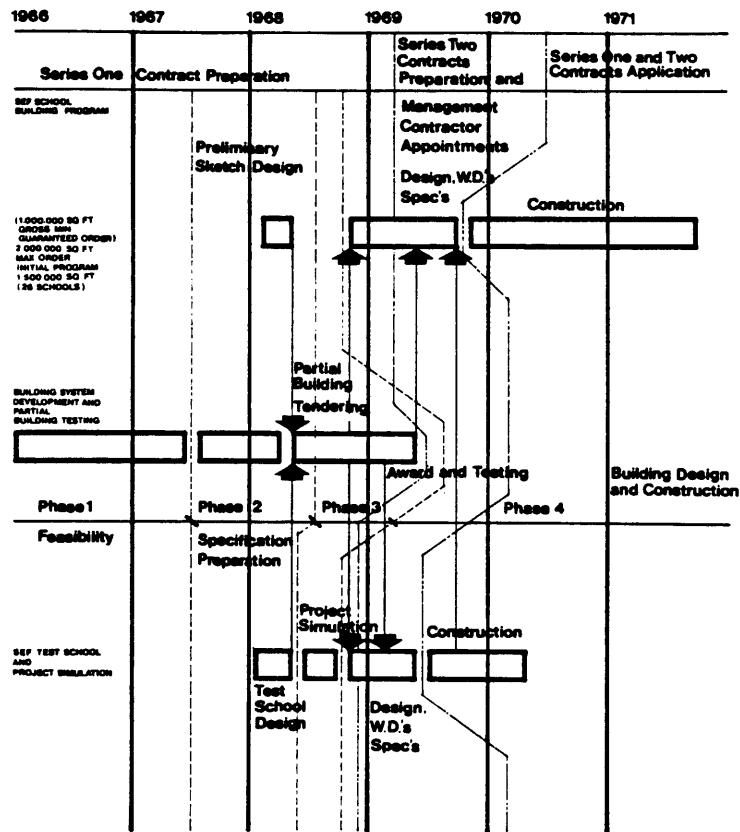 1966 1967 1968 1969 1970 1971
Series One Contract Preparation
Series Two
Contracts
Preparation and
Series One and Two
Contracts Application
SEF SCHOOL
BUILDING PROGRAM
Management
Contractor
Appointments
Preliminary
Sketch Design
Design, W.D.'s
Spec's
Construction
(1.000.000 SQ FT
GROSS MIN
GUARANTEED ORDER)
2 000 000 SQ FT
MAX ORDER
INITIAL PROGRAM
1 500 000 SQ FT
(26 SCHOOLS)
Partial
Building
Tendering
BUILDING SYSTEM
DEVELOPMENT AND
PARTIAL
BUILDING TESTING
Award and Testing
Building Design
and Construction
Phase 1 Phase 2 Phase 3 Phase 4
Feasibility
Specification
Preparation
Project
Simulation
Construction
SEF TEST SCHOOL
AND
PROJECT SIMULATION
Test
School
Design
Design.
W.D.'s
Spec's